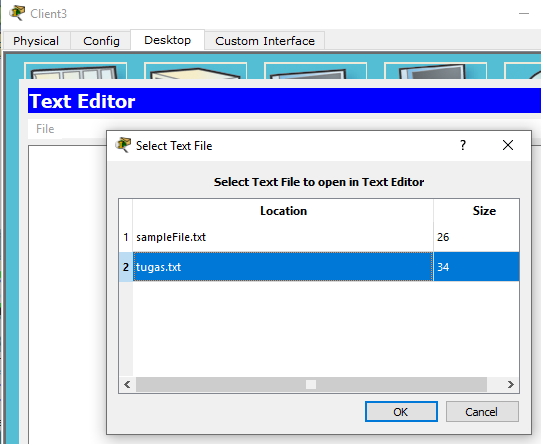 Client3
Physical Config Desktop Custom Interface
Text Editor
File
Select Text File ?
Select Text File to open in Text Editor
Location Size
1 sampleFile.txt 26
2 tugas.txt 34
OK Cancel